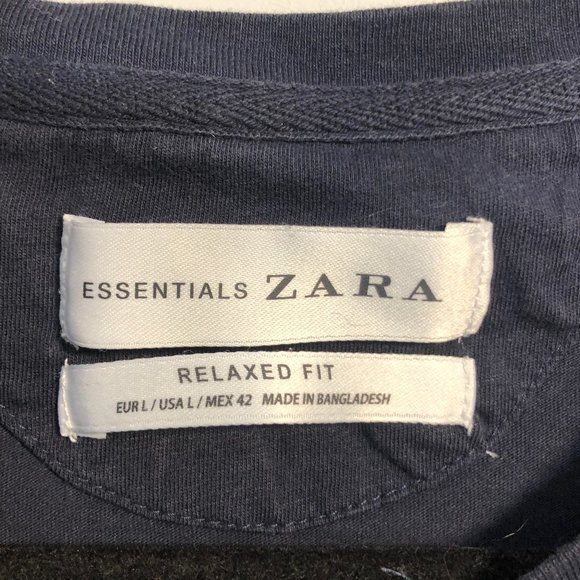 ESSENTIALS ZARA
RELAXED FIT
EUR L / USA L / MEX 42 MADE IN BANGLADESH